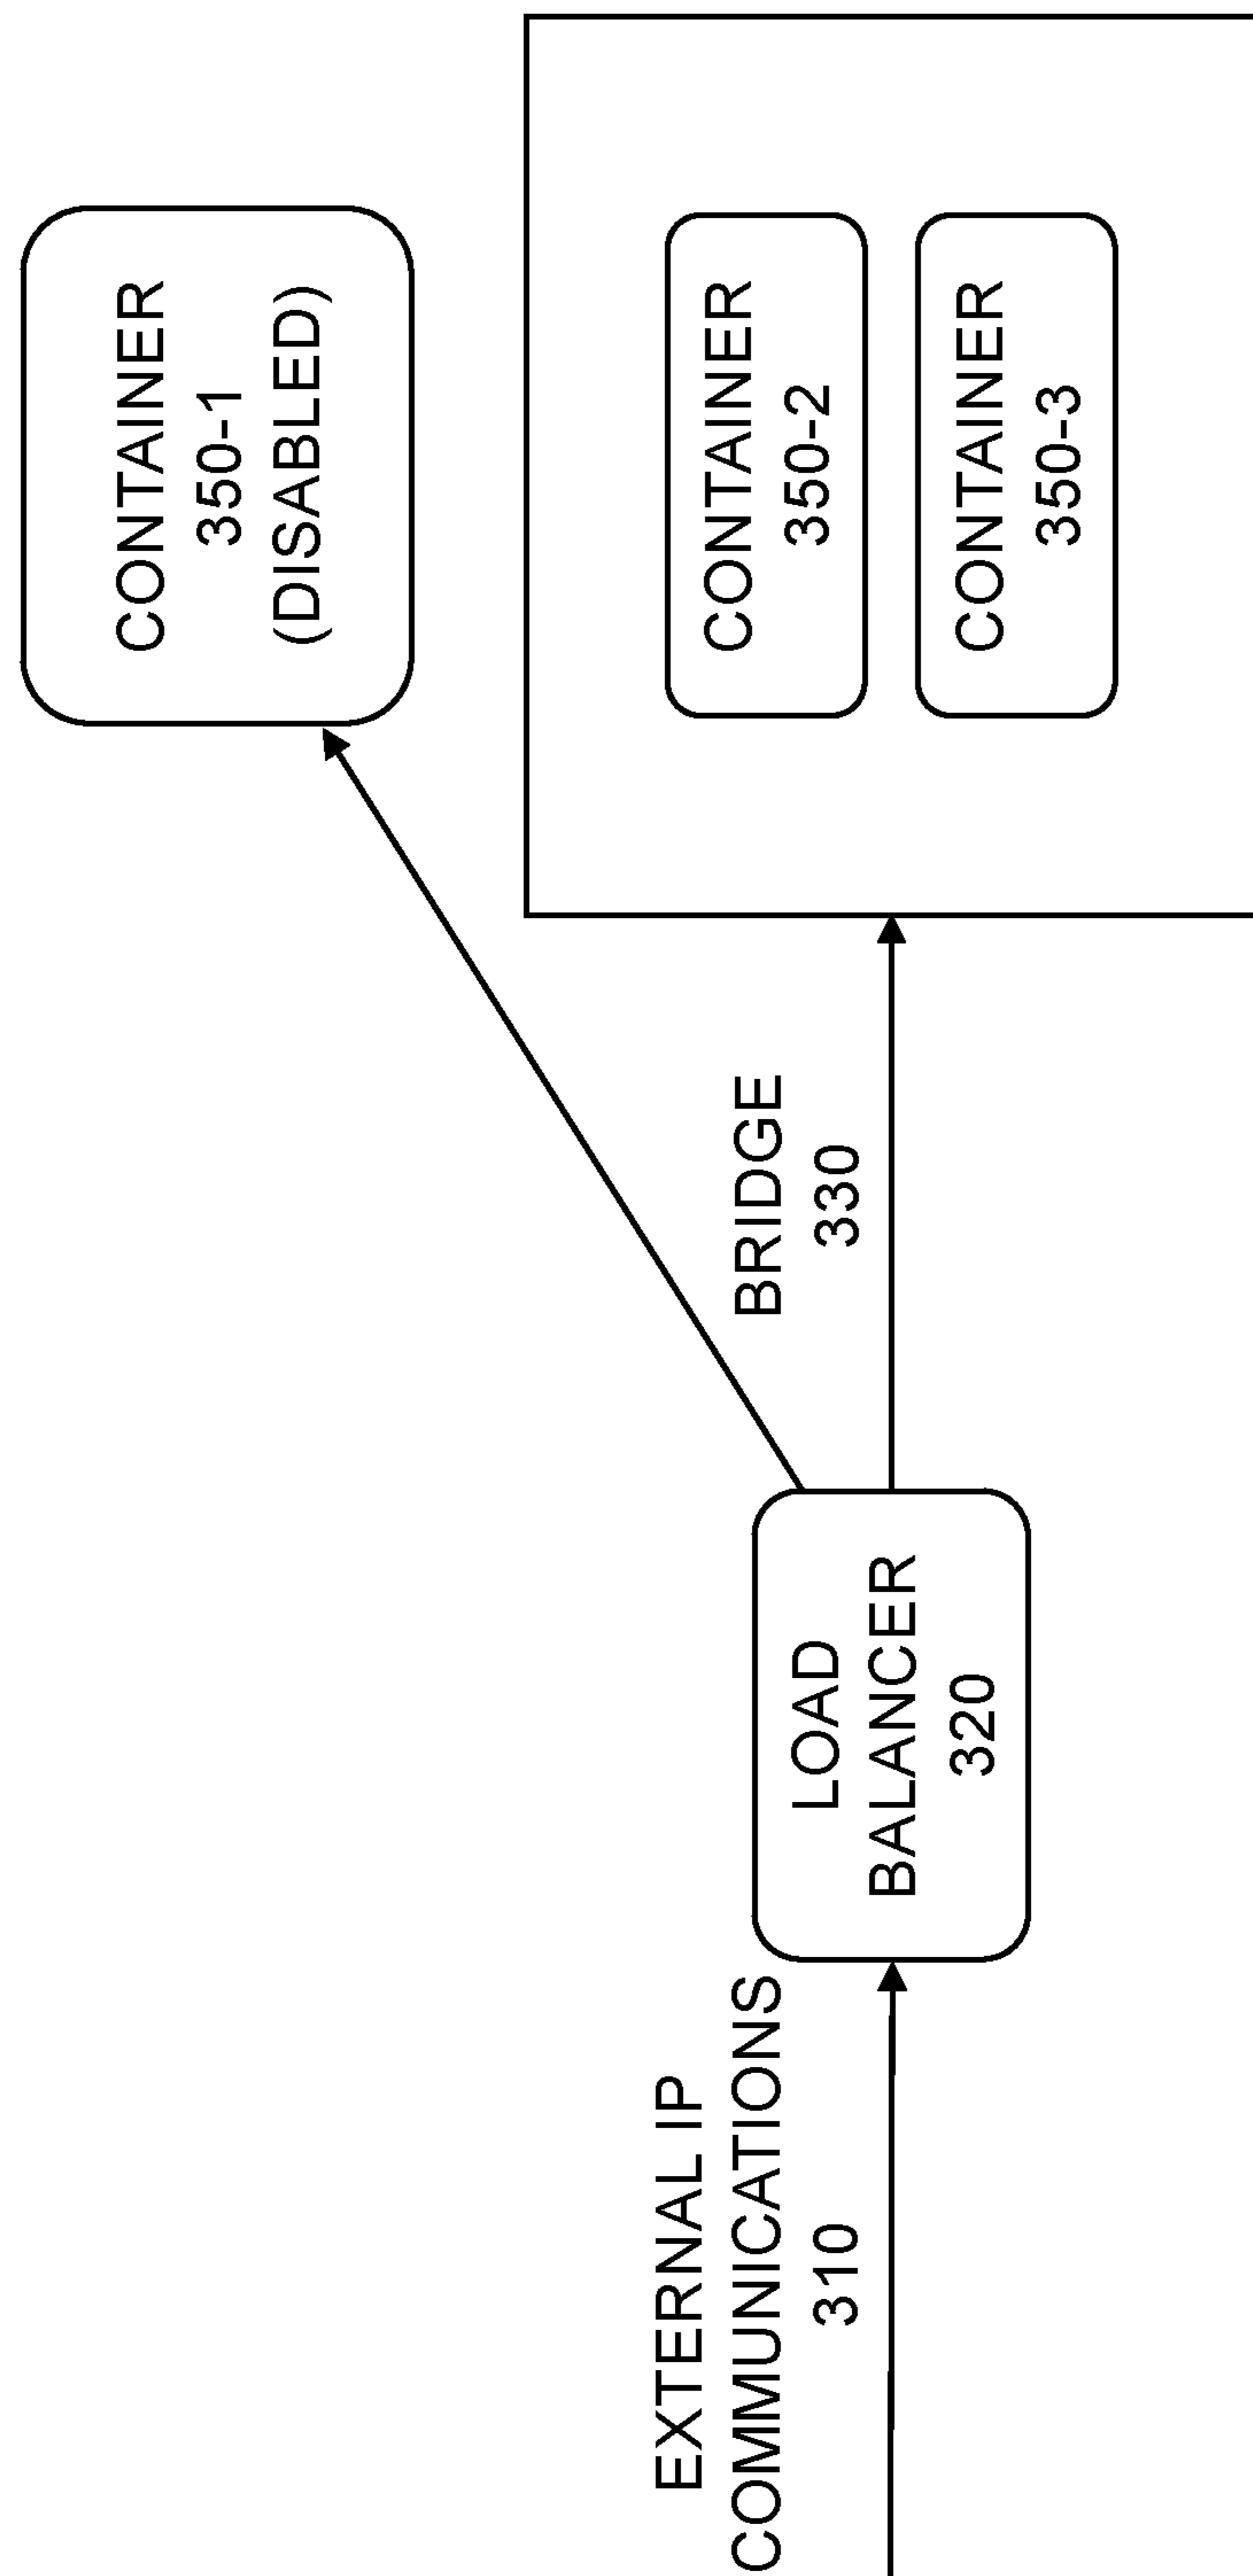 EXTERNAL IP
COMMUNICATIONS
310
LOAD
BALANCER
320
BRIDGE
330
CONTAINER
350-1
(DISABLED)
CONTAINER
350-2
CONTAINER
350-3